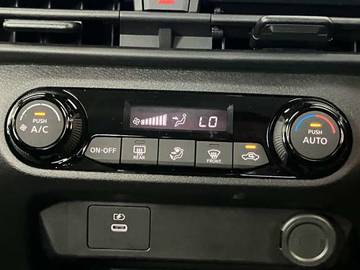 LO
PUSH
A/C
PUSH
AUTO
ON·OFF
REAR
FRONT